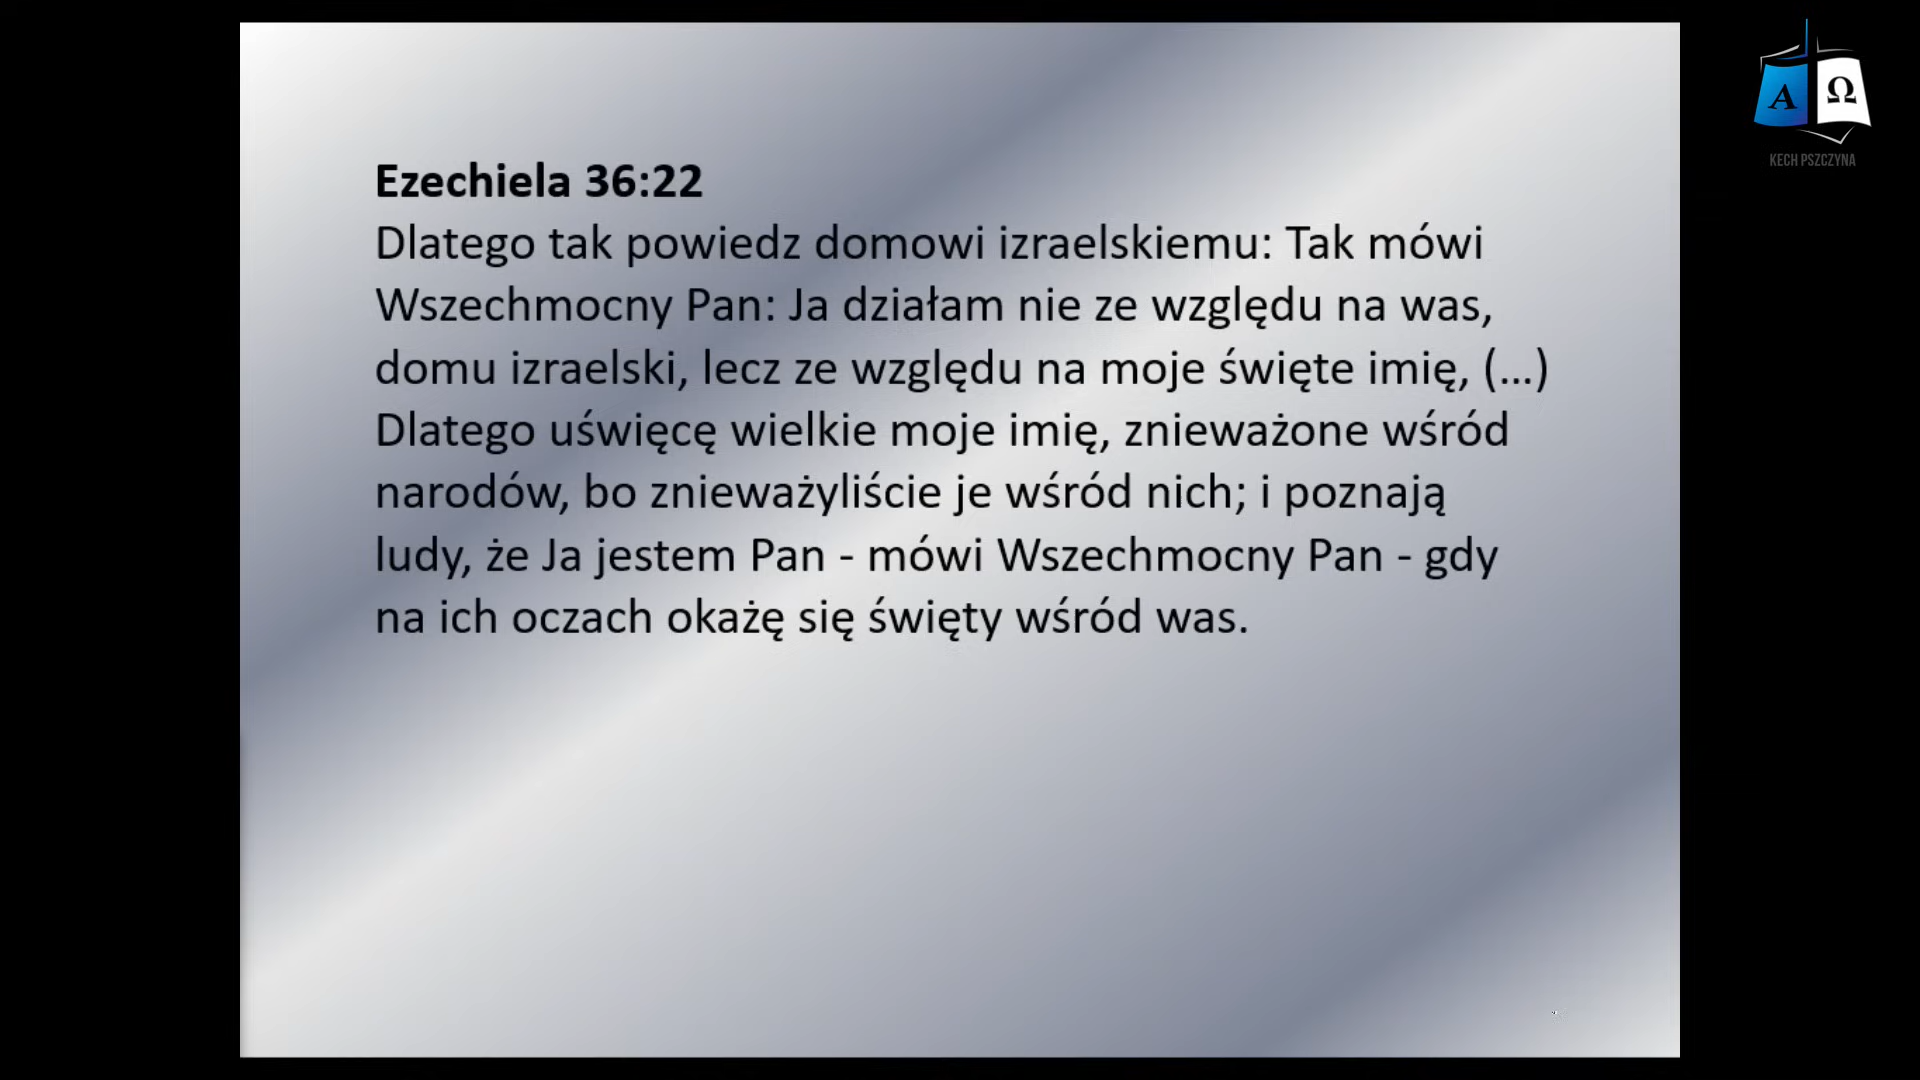 Ezechiela 36:22
Dlatego tak powiedz domowi izraelskiemu: Tak mówi
Wszechmocny Pan: Ja działam nie ze względu na was,
domu izraelski, lecz ze względu na moje święte imię, (...)
Dlatego uświęcę wielkie moje imię, znieważone wśród
narodów, bo znieważyliście je wśród nich; i poznają
ludy, że Ja jestem Pan - mówi Wszechmocny Pan - gdy
na ich oczach okażę się święty wśród was.
A Ω
KECH PSZCZYNA